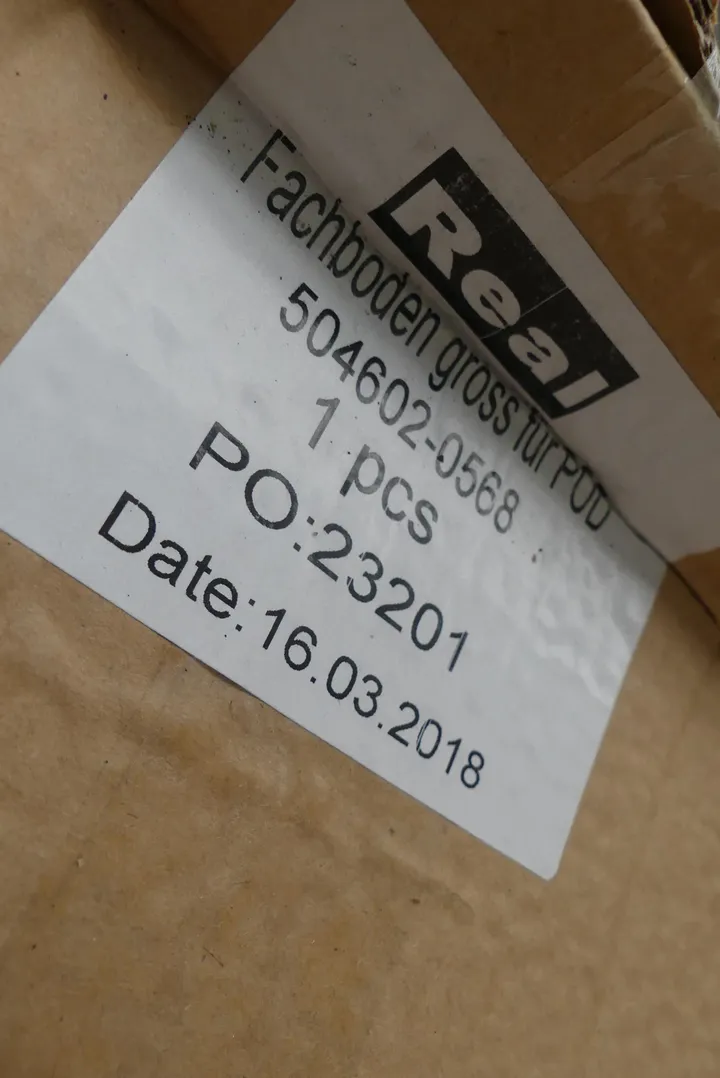 Real
Fachboden gross für POD
504602-0568
1 pcs
PO:23201
Date:16.03.2018